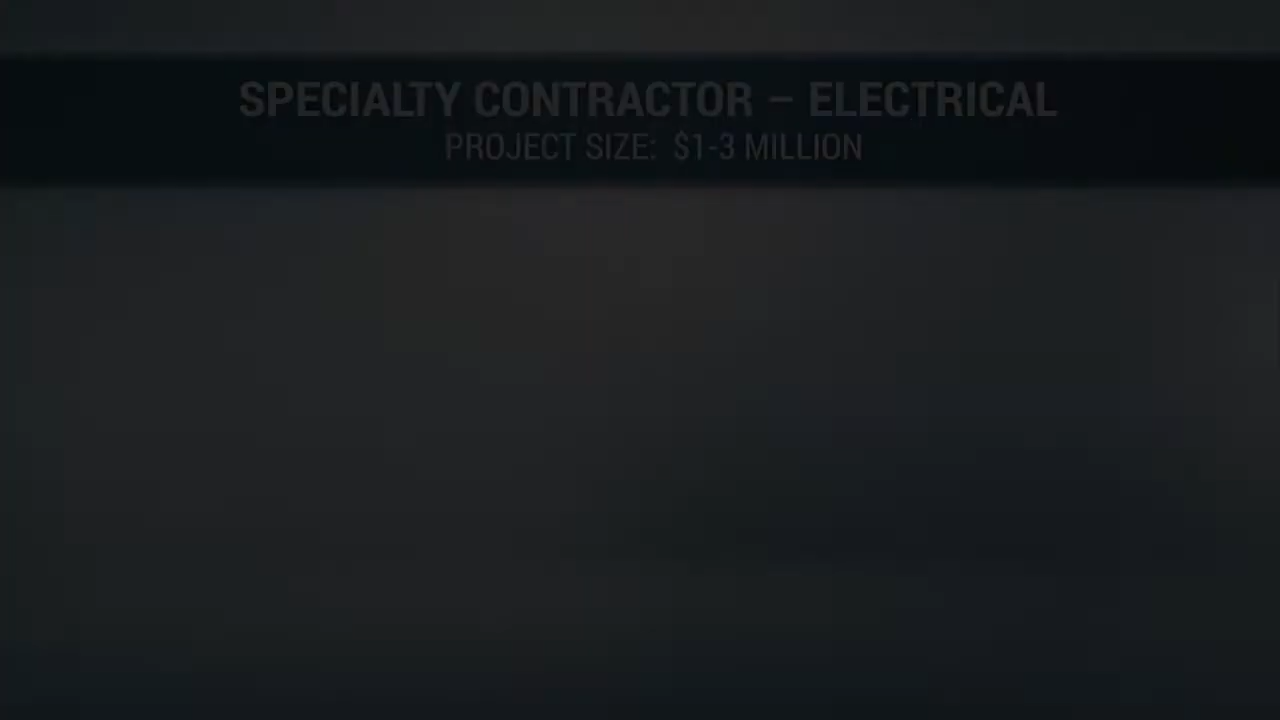 SPECIALTY CONTRACTOR – ELECTRICAL
PROJECT SIZE: $1-3 MILLION